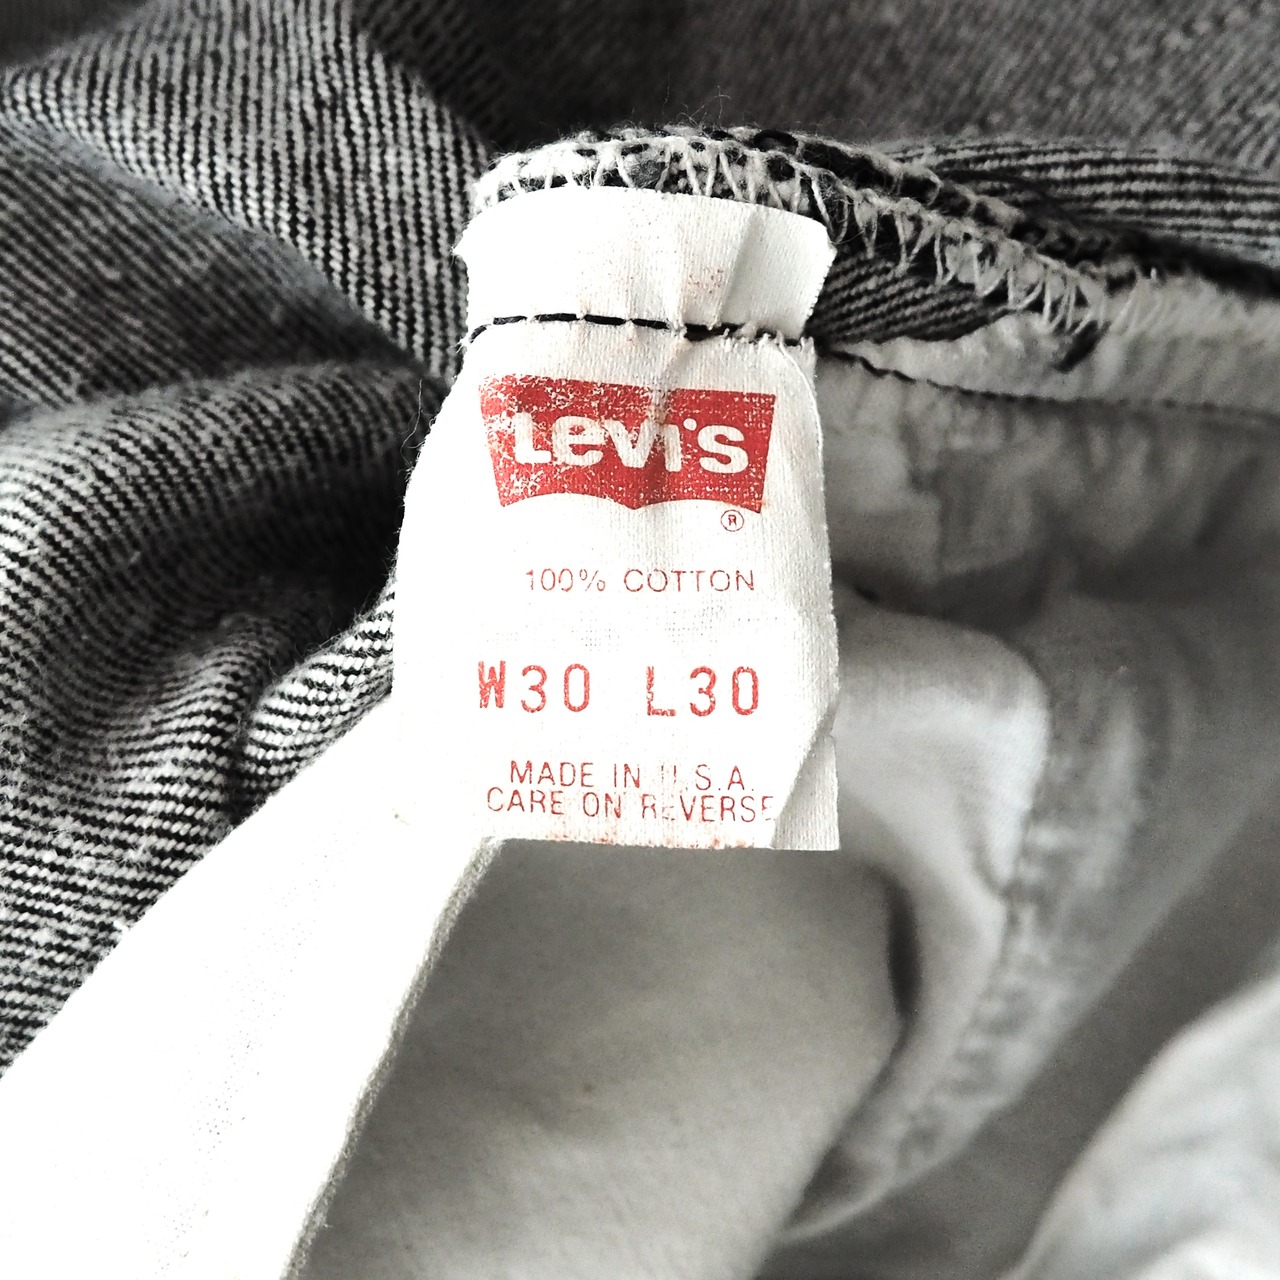 Levi's
®
100% COTTON
W30 L30
MADE IN U.S.A.
CARE ON REVERSE